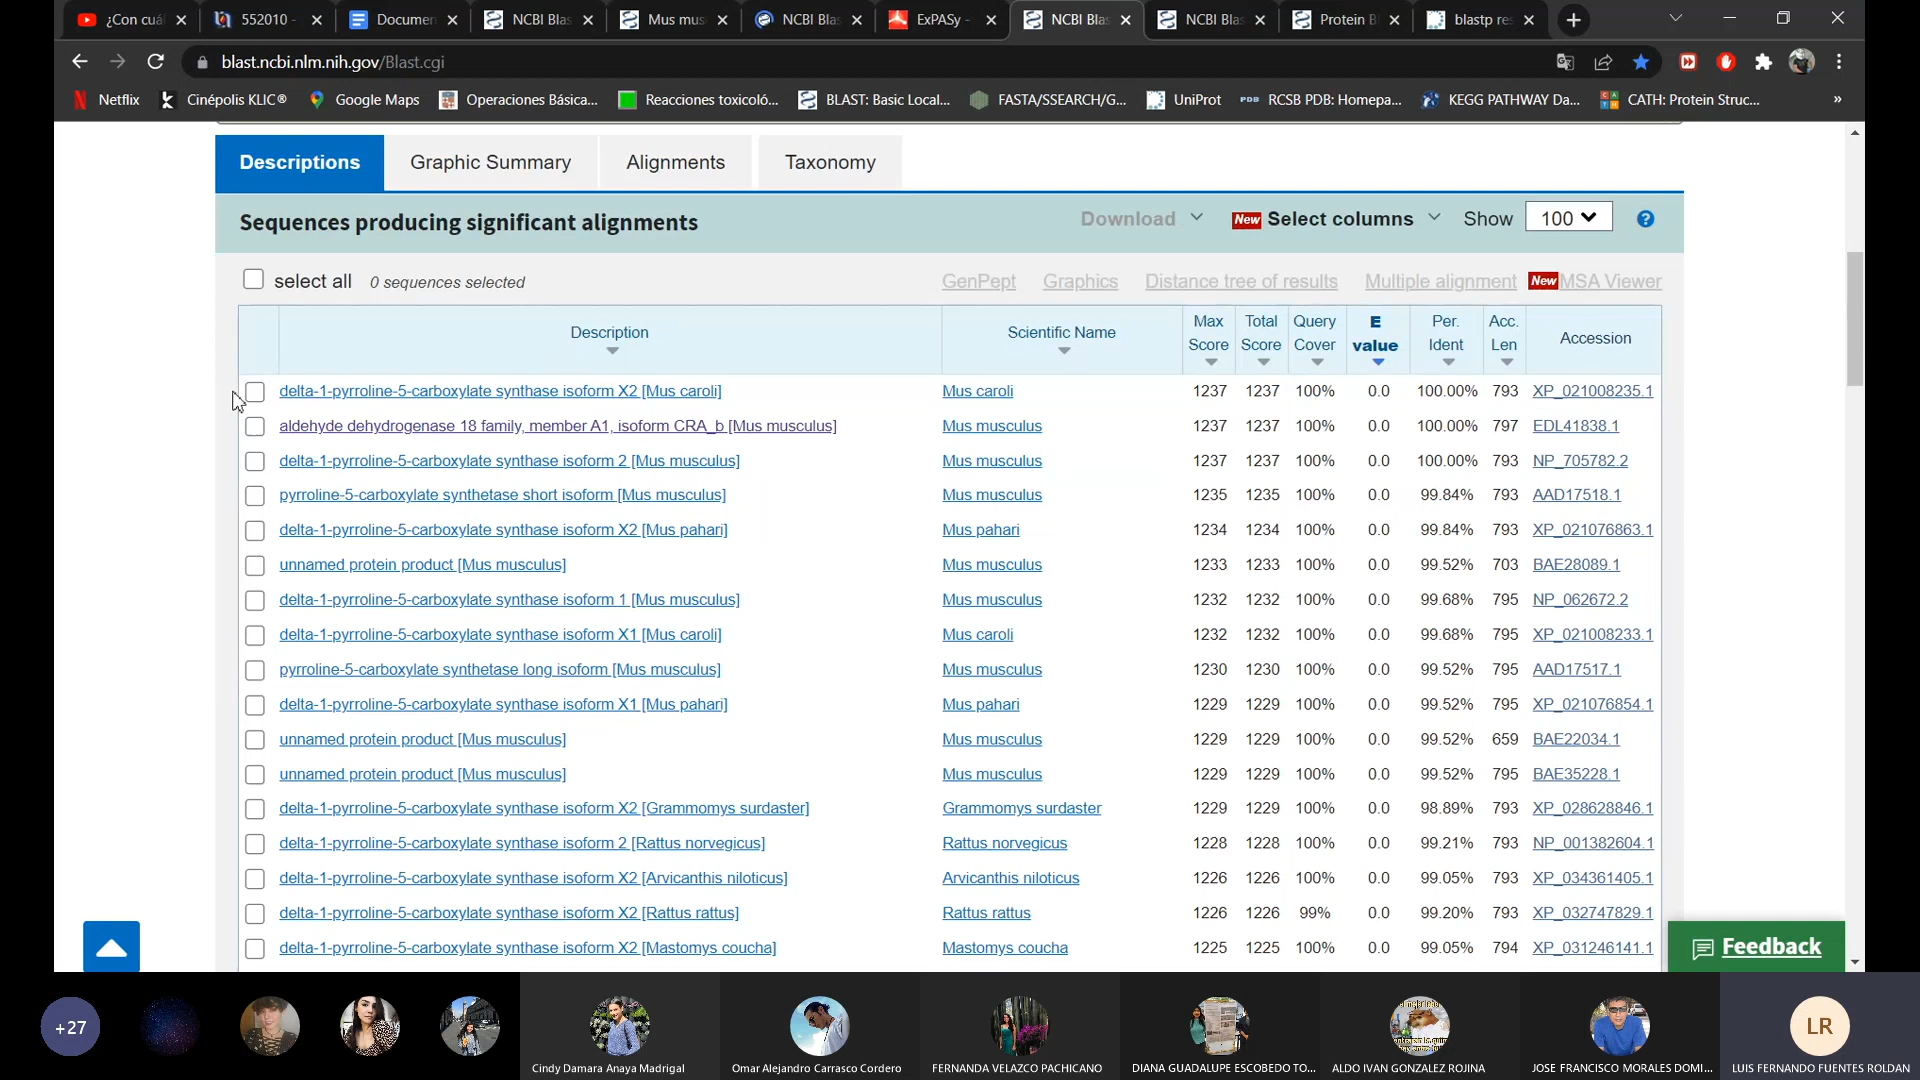 ¿Con cuá
552010 -
Documen
NCBI Blas
Mus mus
NCBI Blas
ExPASy -
NCBI Blas
NCBI Blas
Protein B
blastp res
blast.ncbi.nlm.nih.gov/Blast.cgi
Netflix
Cinépolis KLIC®
Google Maps
Operaciones Básica...
Reacciones toxicoló...
BLAST: Basic Local...
FASTA/SSEARCH/G...
UniProt
PDB RCSB PDB: Homepa...
KEGG PATHWAY Da...
CATH: Protein Struc...
»
Descriptions
Graphic Summary
Alignments
Taxonomy
Sequences producing significant alignments
Download
New Select columns
Show 100
?
select all 0 sequences selected
GenPept
Graphics
Distance tree of results
Multiple alignment
New MSA Viewer
Description
Scientific Name
Max Score
Total Score
Query Cover
E value
Per. Ident
Acc. Len
Accession
delta-1-pyrroline-5-carboxylate synthase isoform X2 [Mus caroli] Mus caroli 1237 1237 100% 0.0 100.00% 793 XP_021008235.1
aldehyde dehydrogenase 18 family, member A1, isoform CRA_b [Mus musculus] Mus musculus 1237 1237 100% 0.0 100.00% 797 EDL41838.1
delta-1-pyrroline-5-carboxylate synthase isoform 2 [Mus musculus] Mus musculus 1237 1237 100% 0.0 100.00% 793 NP_705782.2
pyrroline-5-carboxylate synthetase short isoform [Mus musculus] Mus musculus 1235 1235 100% 0.0 99.84% 793 AAD17518.1
delta-1-pyrroline-5-carboxylate synthase isoform X2 [Mus pahari] Mus pahari 1234 1234 100% 0.0 99.84% 793 XP_021076863.1
unnamed protein product [Mus musculus] Mus musculus 1233 1233 100% 0.0 99.52% 703 BAE28089.1
delta-1-pyrroline-5-carboxylate synthase isoform 1 [Mus musculus] Mus musculus 1232 1232 100% 0.0 99.68% 795 NP_062672.2
delta-1-pyrroline-5-carboxylate synthase isoform X1 [Mus caroli] Mus caroli 1232 1232 100% 0.0 99.68% 795 XP_021008233.1
pyrroline-5-carboxylate synthetase long isoform [Mus musculus] Mus musculus 1230 1230 100% 0.0 99.52% 795 AAD17517.1
delta-1-pyrroline-5-carboxylate synthase isoform X1 [Mus pahari] Mus pahari 1229 1229 100% 0.0 99.52% 795 XP_021076854.1
unnamed protein product [Mus musculus] Mus musculus 1229 1229 100% 0.0 99.52% 659 BAE22034.1
unnamed protein product [Mus musculus] Mus musculus 1229 1229 100% 0.0 99.52% 795 BAE35228.1
delta-1-pyrroline-5-carboxylate synthase isoform X2 [Grammomys surdaster] Grammomys surdaster 1229 1229 100% 0.0 98.89% 793 XP_028628846.1
delta-1-pyrroline-5-carboxylate synthase isoform 2 [Rattus norvegicus] Rattus norvegicus 1228 1228 100% 0.0 99.21% 793 NP_001382604.1
delta-1-pyrroline-5-carboxylate synthase isoform X2 [Arvicanthis niloticus] Arvicanthis niloticus 1226 1226 100% 0.0 99.05% 793 XP_034361405.1
delta-1-pyrroline-5-carboxylate synthase isoform X2 [Rattus rattus] Rattus rattus 1226 1226 99% 0.0 99.20% 793 XP_032747829.1
delta-1-pyrroline-5-carboxylate synthase isoform X2 [Mastomys coucha] Mastomys coucha 1225 1225 100% 0.0 99.05% 794 XP_031246141.1
Feedback
+27
LR
Cindy Damara Anaya Madrigal
Omar Alejandro Carrasco Cordero
FERNANDA VELAZCO PACHICANO
DIANA GUADALUPE ESCOBEDO TO...
ALDO IVAN GONZALEZ ROJINA
JOSE FRANCISCO MORALES DOMI...
LUIS FERNANDO FUENTES ROLDAN